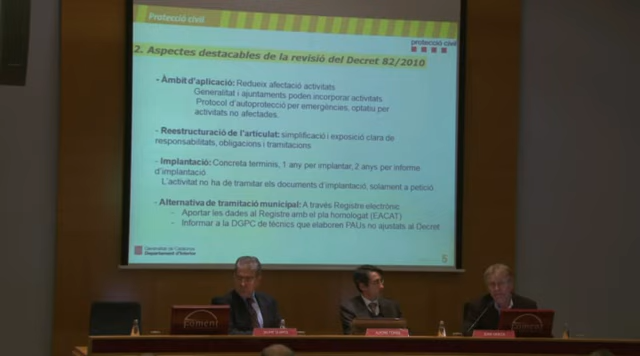 Protecció civil
protecció civil
2. Aspectes destacables de la revisió del Decret 82/2010
- Àmbit d'aplicació: Redueix afectació activitats
Generalitat i ajuntaments poden incorporar activitats
Protocol d'autoprotecció per emergències, optatiu per
activitats no afectades.
- Reestructuració de l'articulat: simplificació i exposició clara de
responsabilitats, obligacions i tramitacions
- Implantació: Concreta terminis, 1 any per implantar, 2 anys per informe
d'implantació
L'activitat no ha de tramitar els documents d'implantació, solament a petició
- Alternativa de tramitació municipal: A través Registre electrònic.
- Aportar les dades al Registre amb el pla homologat (EACAT)
- Informar a la DGPC de tècnics que elaboren PAUs no ajustats al Decret
Generalitat de Catalunya
Departament d'Interior
5
Foment
Foment